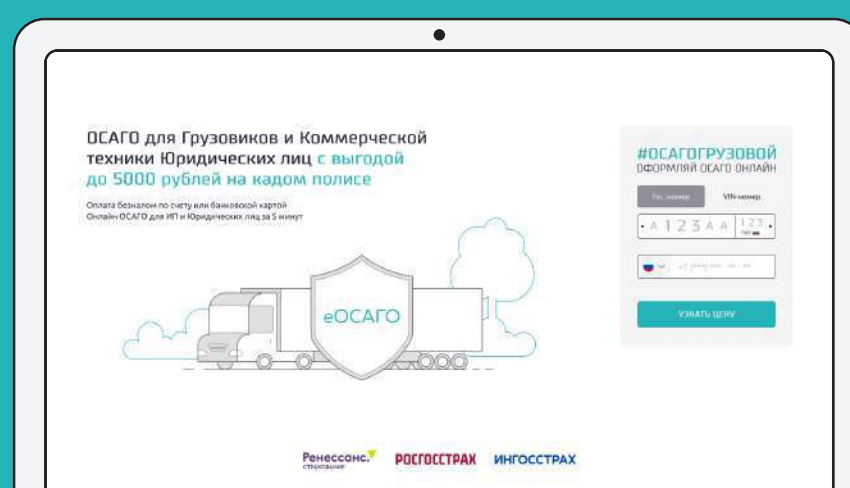 ОСАГО для Грузовиков и Коммерческой
техники Юридических лиц с выгодой
до 5000 рублей на кадом полисе
Оплата безналом по счету или банковской картой
Онлайн ОСАГО для ИП и Юридических лиц за 5 минут
#ОСАГОГРУЗОВОЙ
ОФОРМЛЯЙ ОСАГО ОНЛАЙН
Гос. номер VIN-номер
А 123 А А 123
УЗНАТЬ ЦЕНУ
еОСАГО
Ренессанс.
СТРАХОВАНИЕ
РОСГОССТРАХ ИНГОССТРАХ